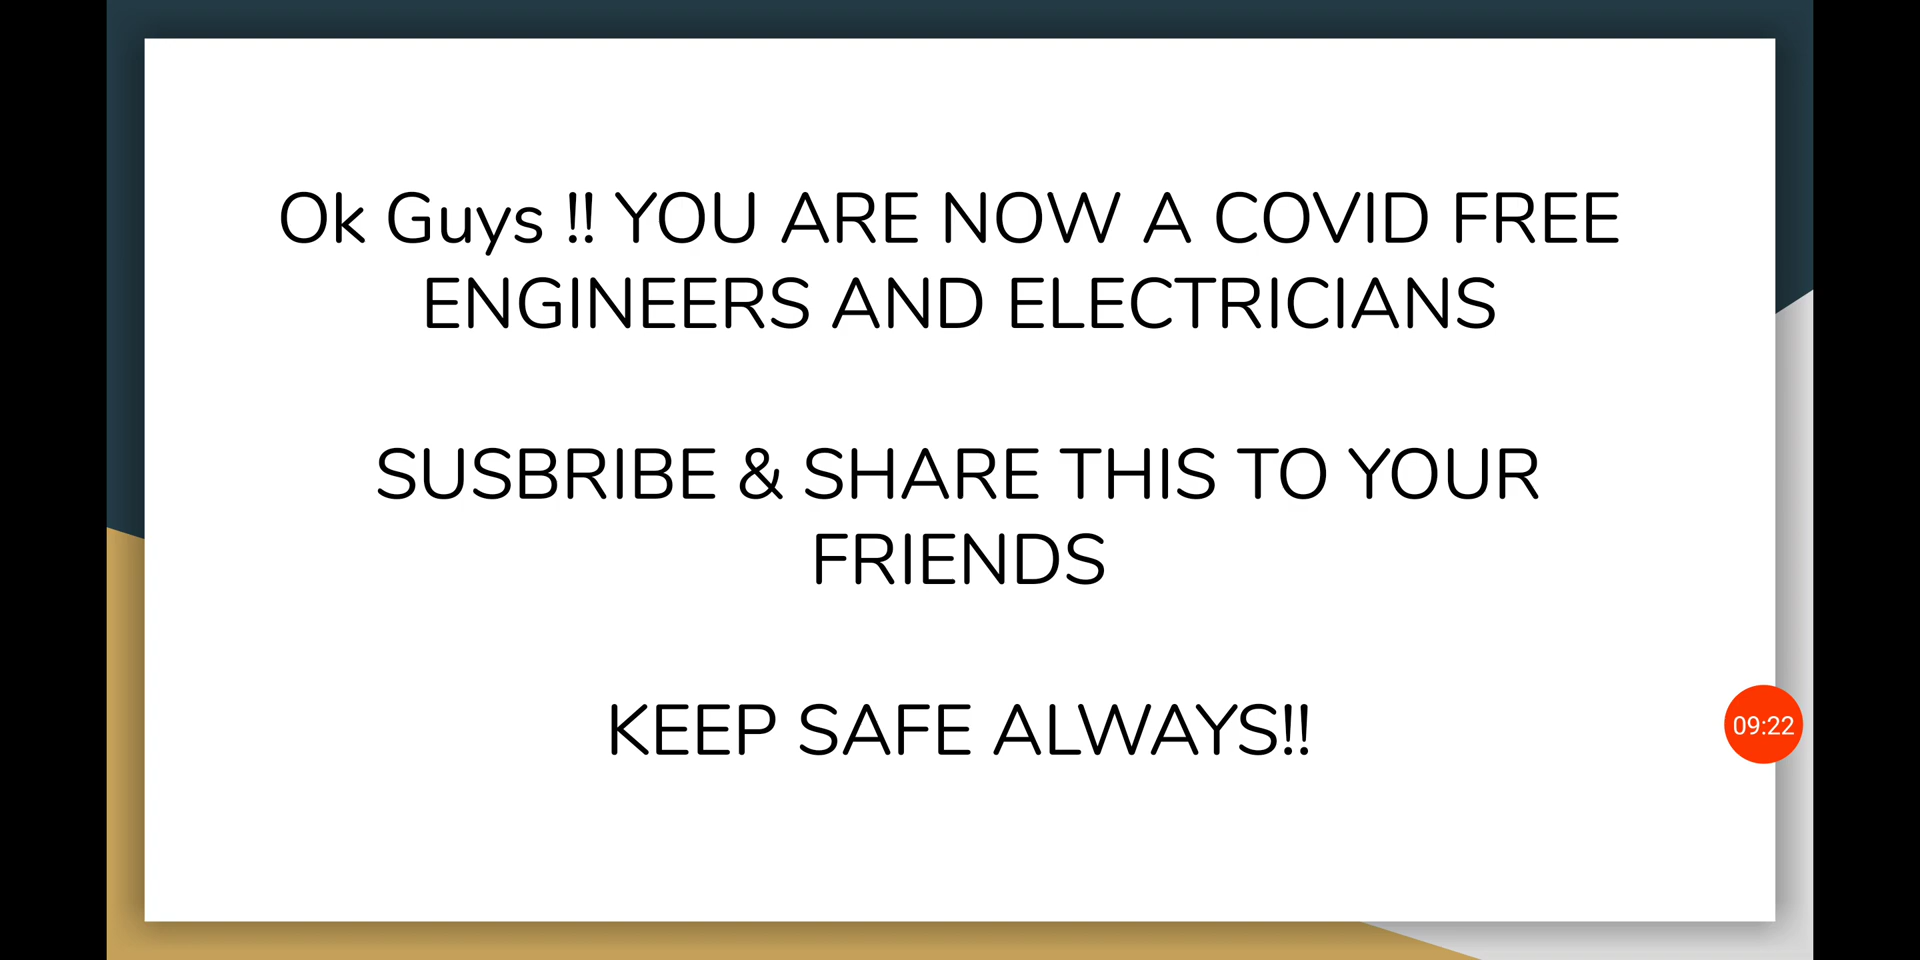 Ok Guys !! YOU ARE NOW A COVID FREE
ENGINEERS AND ELECTRICIANS
SUSBRIBE & SHARE THIS TO YOUR
FRIENDS
KEEP SAFE ALWAYS!!
09:22